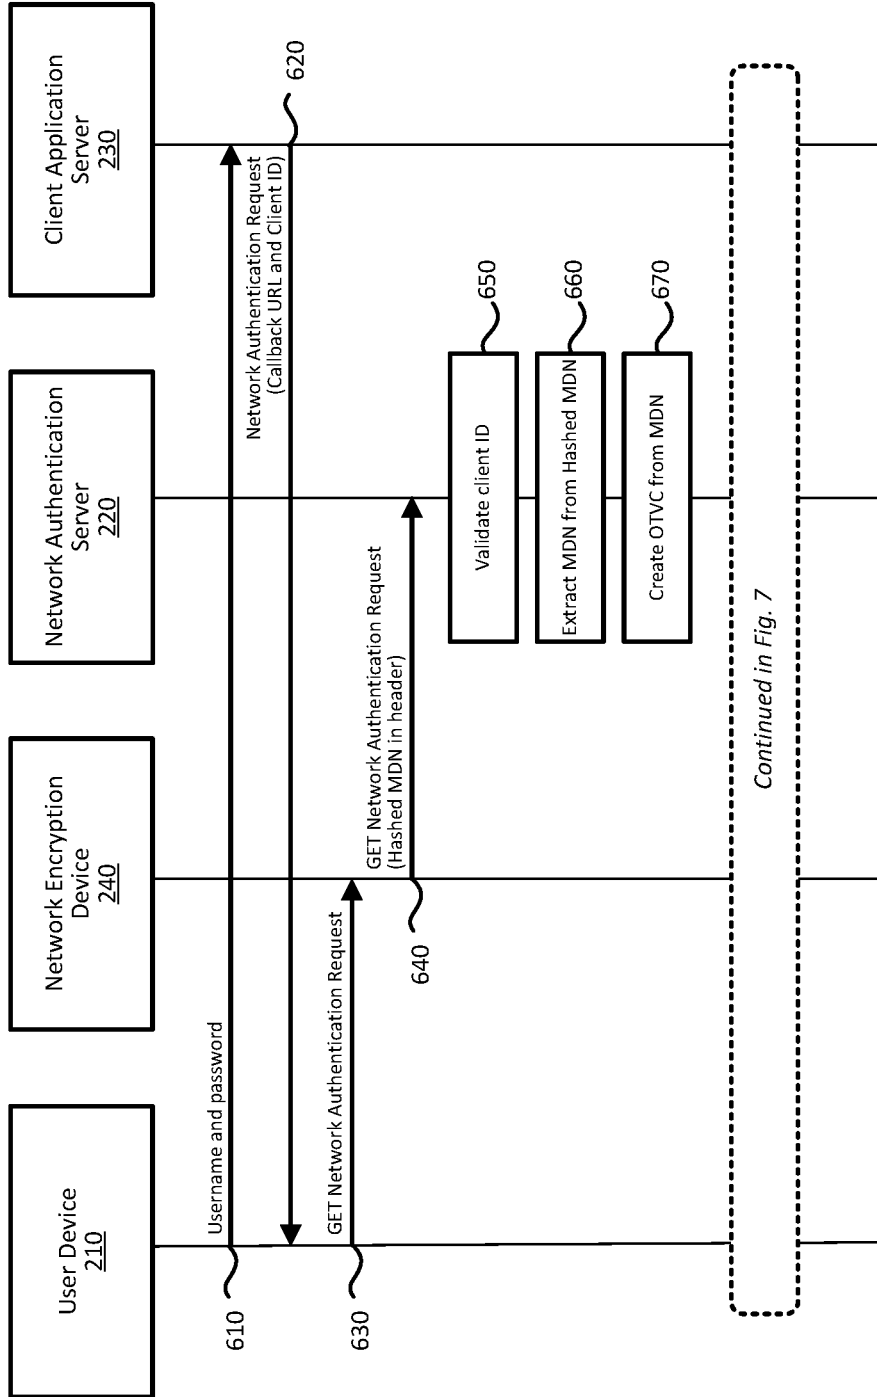 User Device
210
Network Encryption
Device
240
Network Authentication
Server
220
Client Application
Server
230
Username and password
610
Network Authentication Request
(Callback URL and Client ID)
620
GET Network Authentication Request
630
GET Network Authentication Request
(Hashed MDN in header)
640
Validate client ID
650
Extract MDN from Hashed MDN
660
Create OTVC from MDN
670
Continued in Fig. 7